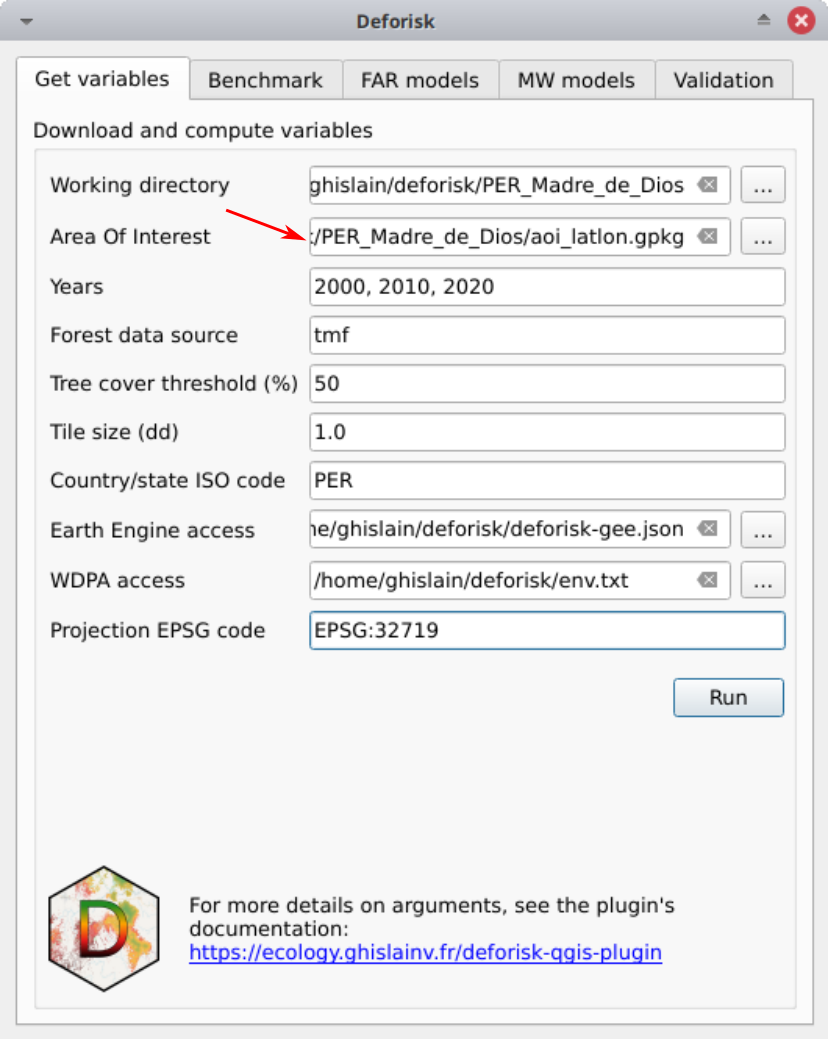 Deforisk
Get variables Benchmark FAR models MW models Validation
Download and compute variables
Working directory ghislain/deforisk/PER_Madre_de_Dios ...
Area Of Interest :/PER_Madre_de_Dios/aoi_latlon.gpkg ...
Years 2000, 2010, 2020
Forest data source tmf
Tree cover threshold (%) 50
Tile size (dd) 1.0
Country/state ISO code PER
Earth Engine access ne/ghislain/deforisk/deforisk-gee.json ...
WDPA access /home/ghislain/deforisk/env.txt ...
Projection EPSG code EPSG:32719
Run
D
For more details on arguments, see the plugin's
documentation:
https://ecology.ghislainv.fr/deforisk-qgis-plugin